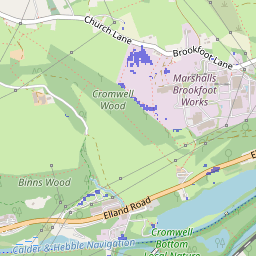 Church Lane
Brookfoot Lane
Marshalls
Brookfoot
Works
Cromwell
Wood
Binns Wood
Elland Road
Cromwell
Bottom
Local Nature
Calder & Hebble Navigation